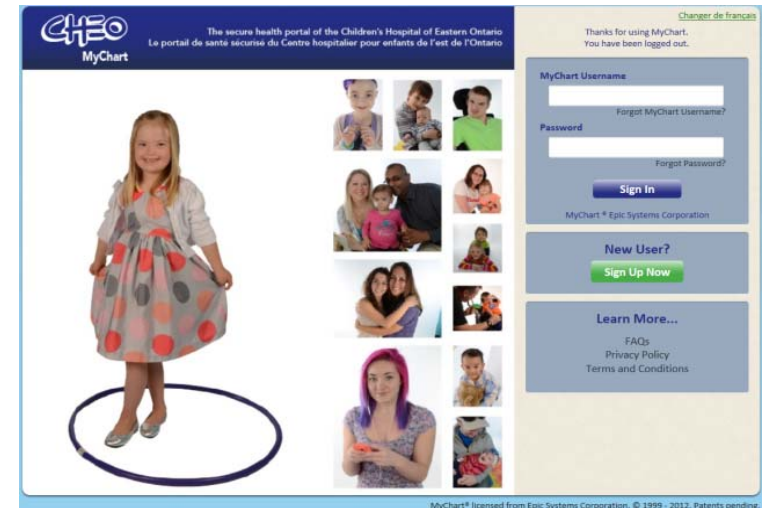 CHEO
MyChart
The secure health portal of the Children's Hospital of Eastern Ontario
Le portail de santé sécurisé du Centre hospitalier pour enfants de l'est de l'Ontario
Changer de français
Thanks for using MyChart.
You have been logged out.
MyChart Username
Forgot MyChart Username?
Password
Forgot Password?
Sign In
MyChart ® Epic Systems Corporation
New User?
Sign Up Now
Learn More...
FAQs
Privacy Policy
Terms and Conditions
MyChart® licensed from Epic Systems Corporation. © 1999 - 2012. Patents pending.